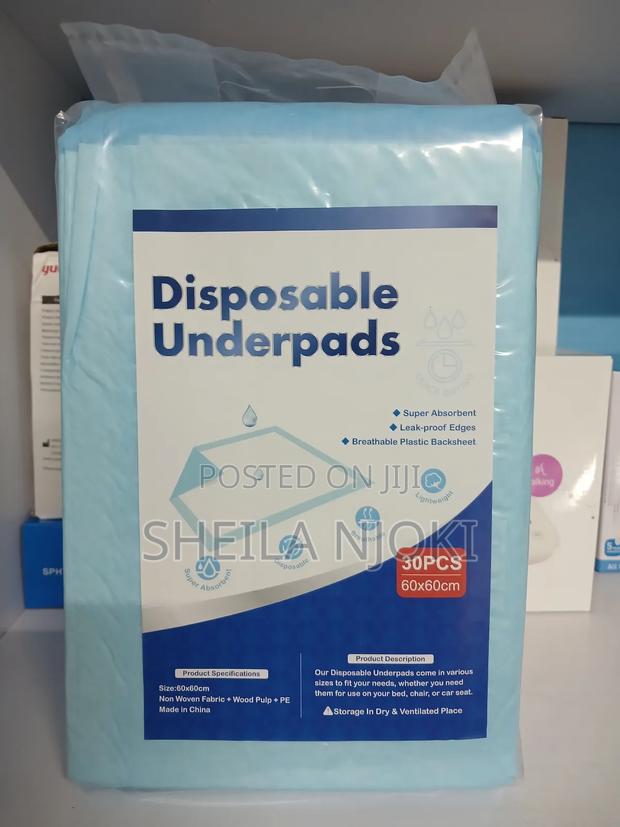 Disposable
Underpads
Super Absorbent
Leak-proof Edges
Breathable Plastic Backsheet
POSTED ON JIJI
SHEILA NJOKI
Super Absorbent
Disposable
Breathable
Lightweight
30PCS
60x60cm
Product Specifications
Size:60x60cm
Non Woven Fabric + Wood Pulp + PE
Made in China
Product Description
Our Disposable Underpads come in various
sizes to fit your needs, whether you need
them for use on your bed, chair, or car seat.
Storage In Dry & Ventilated Place
SPH
alking